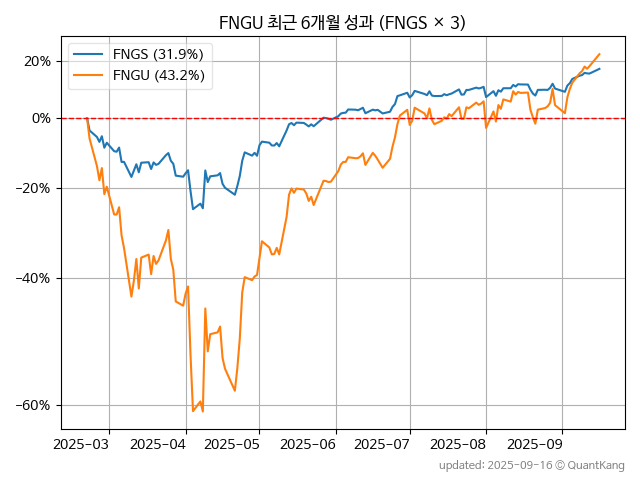 FNGU 최근 6개월 성과 (FNGS × 3)
FNGS (31.9%)
FNGU (43.2%)
20%
0%
−20%
−40%
−60%
2025-03 2025-04 2025-05 2025-06 2025-07 2025-08 2025-09
updated: 2025-09-16 © QuantKang